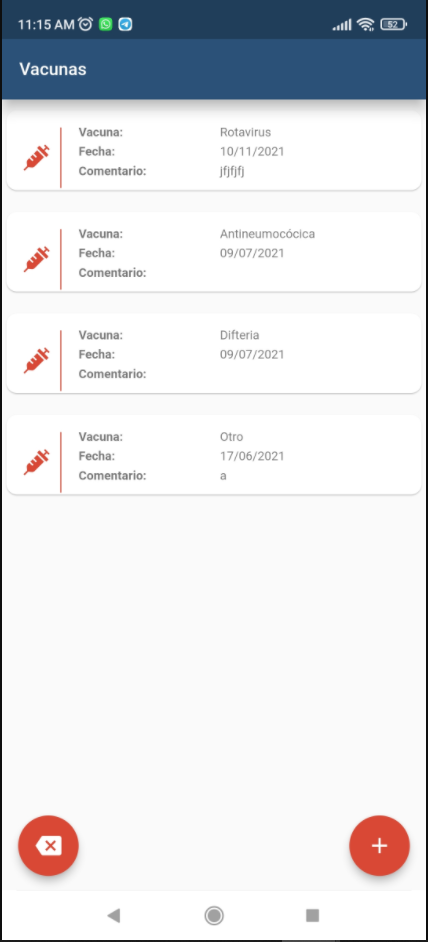 11:15 AM 52
Vacunas
Vacuna: Rotavirus
Fecha: 10/11/2021
Comentario: jfjfjfj
Vacuna: Antineumocócica
Fecha: 09/07/2021
Comentario:
Vacuna: Difteria
Fecha: 09/07/2021
Comentario:
Vacuna: Otro
Fecha: 17/06/2021
Comentario: a